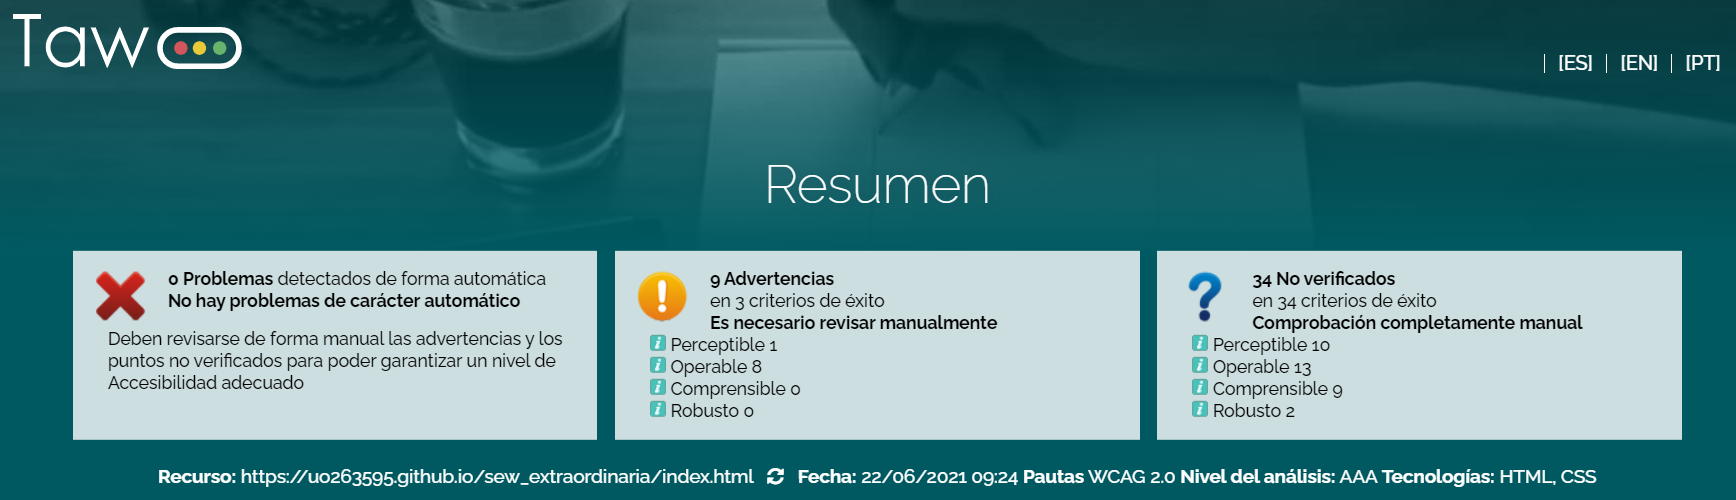 Taw
[ES] | [EN] | [PT]
Resumen
0 Problemas detectados de forma automática
No hay problemas de carácter automático
Deben revisarse de forma manual las advertencias y los
puntos no verificados para poder garantizar un nivel de
Accesibilidad adecuado
9 Advertencias
en 3 criterios de éxito
Es necesario revisar manualmente
Perceptible 1
Operable 8
Comprensible 0
Robusto 0
34 No verificados
en 34 criterios de éxito
Comprobación completamente manual
Perceptible 10
Operable 13
Comprensible 9
Robusto 2
Recurso: https://uo263595.github.io/sew_extraordinaria/index.html Fecha: 22/06/2021 09:24 Pautas WCAG 2.0 Nivel del análisis: AAA Tecnologías: HTML, CSS